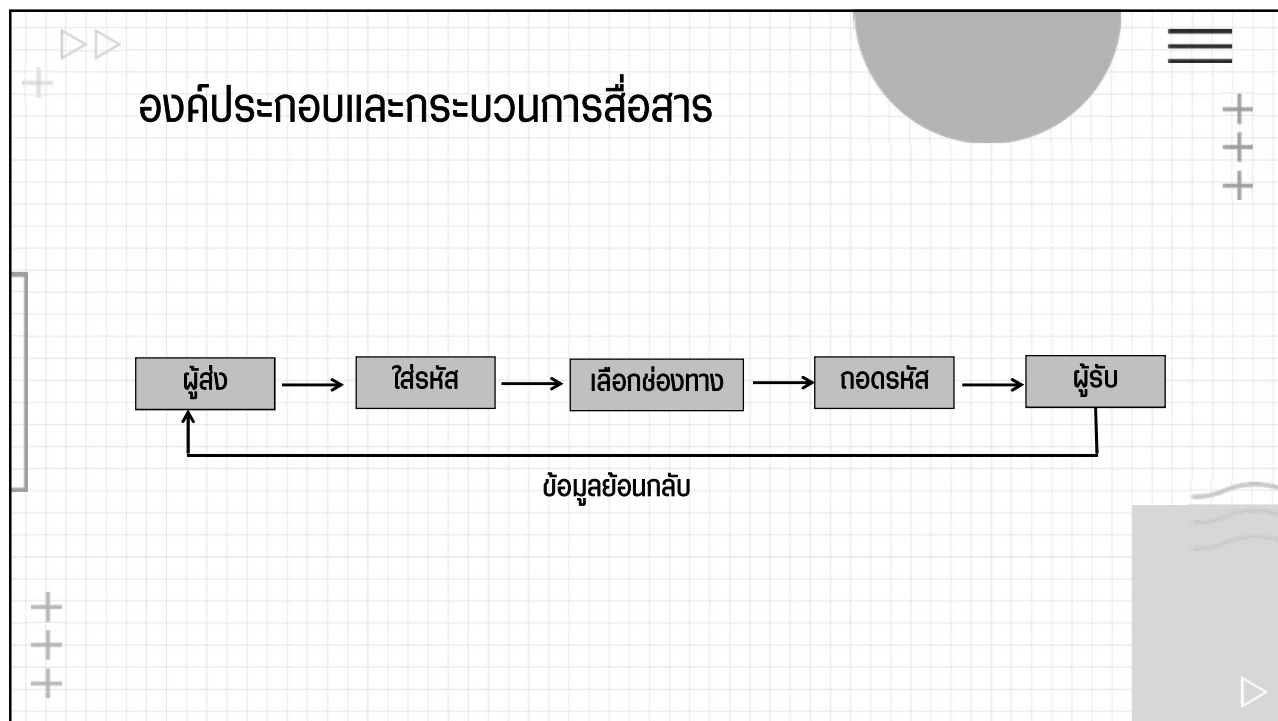 องค์ประกอบและกระบวนการสื่อสาร
ผู้ส่ง
ใส่รหัส
เลือกช่องทาง
ถอดรหัส
ผู้รับ
ข้อมูลย้อนกลับ